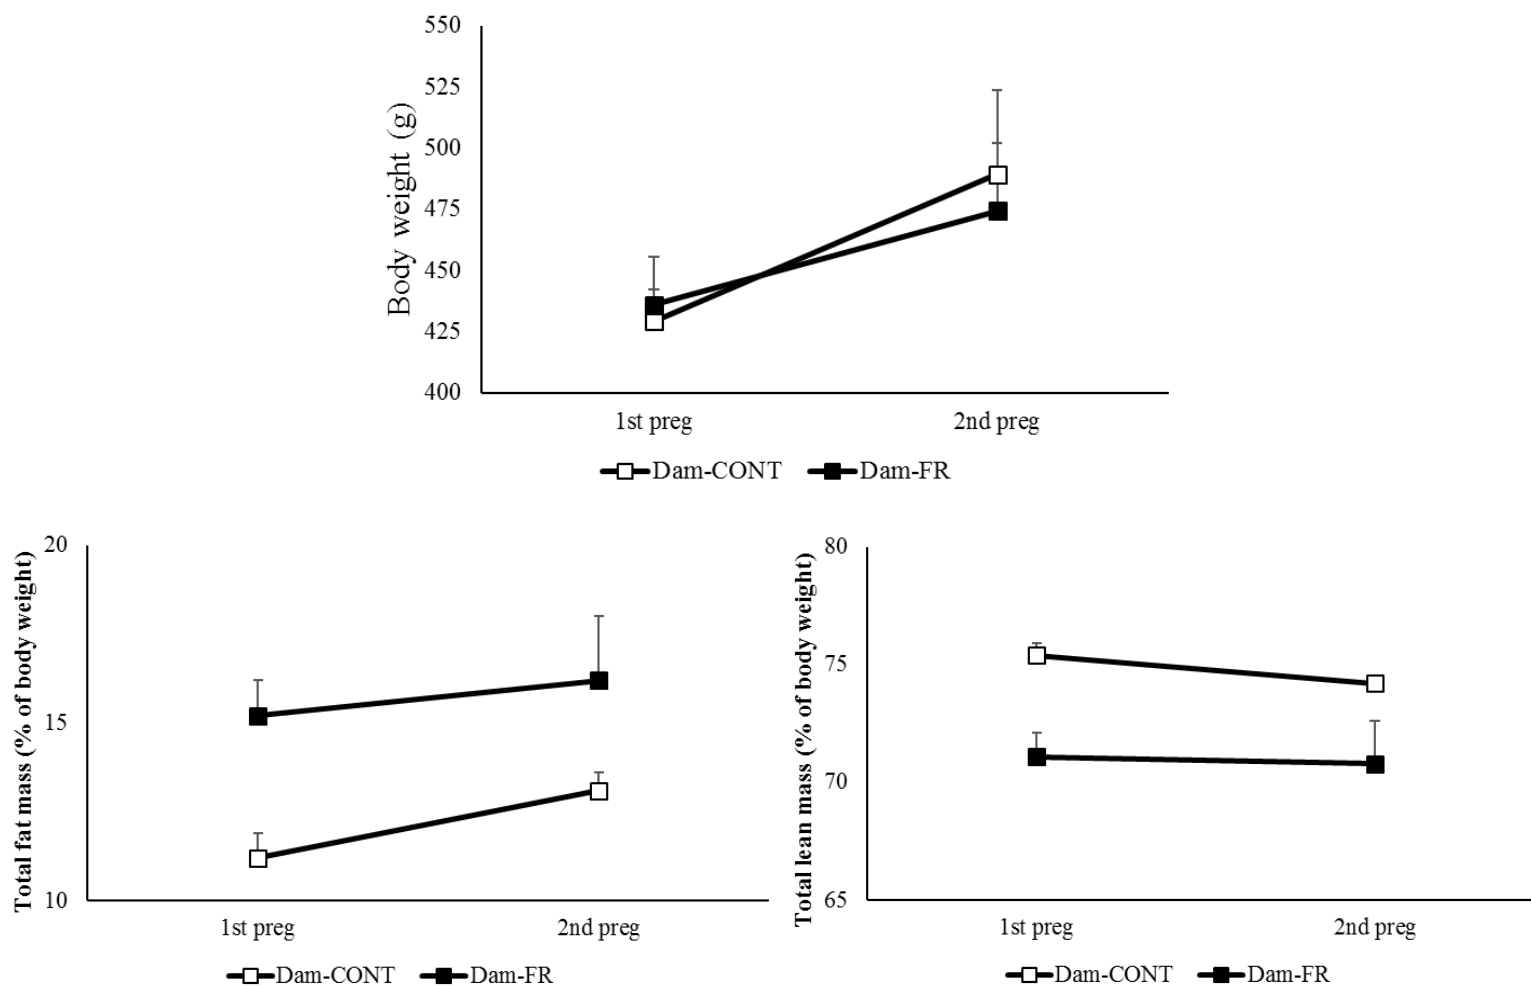 550
525
500
475
450
425
400
Body weight (g)
1st preg 2nd preg
Dam-CONT Dam-FR
20
15
10
Total fat mass (% of body weight)
1st preg 2nd preg
Dam-CONT Dam-FR
80
75
70
65
Total lean mass (% of body weight)
1st preg 2nd preg
Dam-CONT Dam-FR